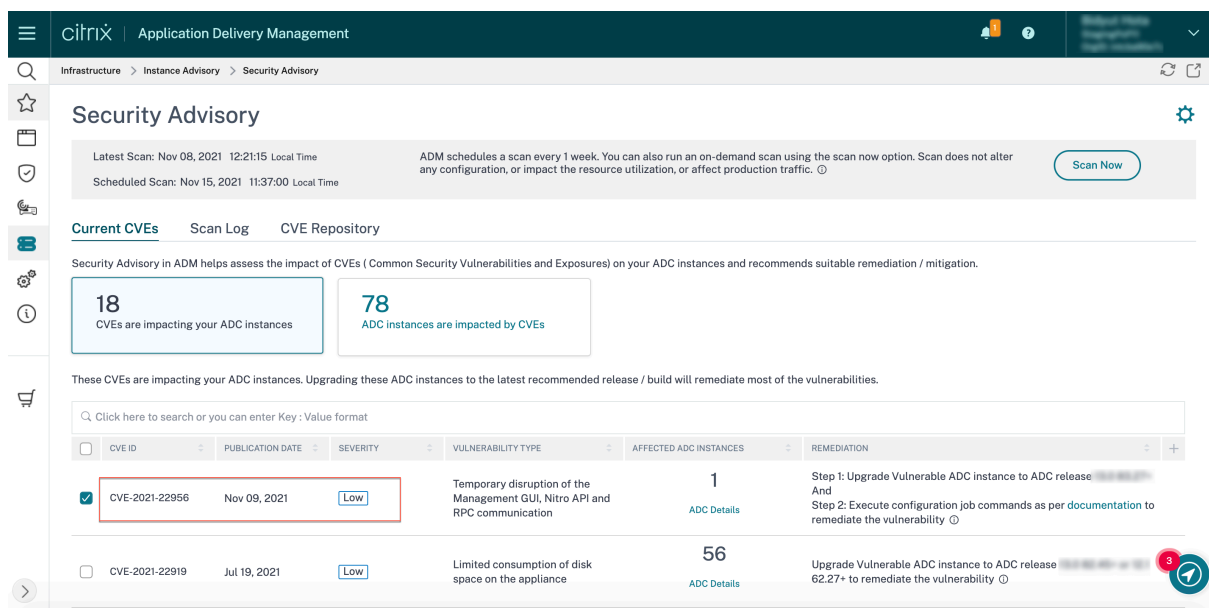 citrix | Application Delivery Management
1
?
Infrastructure > Instance Advisory > Security Advisory
Security Advisory
Latest Scan: Nov 08, 2021 12:21:15 Local Time
Scheduled Scan: Nov 15, 2021 11:37:00 Local Time
ADM schedules a scan every 1 week. You can also run an on-demand scan using the scan now option. Scan does not alter
any configuration, or impact the resource utilization, or affect production traffic.
Scan Now
Current CVEs Scan Log CVE Repository
Security Advisory in ADM helps assess the impact of CVEs ( Common Security Vulnerabilities and Exposures) on your ADC instances and recommends suitable remediation / mitigation.
18
CVEs are impacting your ADC instances
78
ADC instances are impacted by CVEs
These CVEs are impacting your ADC instances. Upgrading these ADC instances to the latest recommended release / build will remediate most of the vulnerabilities.
Click here to search or you can enter Key : Value format
CVE ID PUBLICATION DATE SEVERITY VULNERABILITY TYPE AFFECTED ADC INSTANCES REMEDIATION
CVE-2021-22956 Nov 09, 2021 Low
Temporary disruption of the
Management GUI, Nitro API and
RPC communication
1
ADC Details
Step 1: Upgrade Vulnerable ADC instance to ADC release
And
Step 2: Execute configuration job commands as per documentation to
remediate the vulnerability
CVE-2021-22919 Jul 19, 2021 Low
Limited consumption of disk
space on the appliance
56
ADC Details
Upgrade Vulnerable ADC instance to ADC release
62.27+ to remediate the vulnerability
3